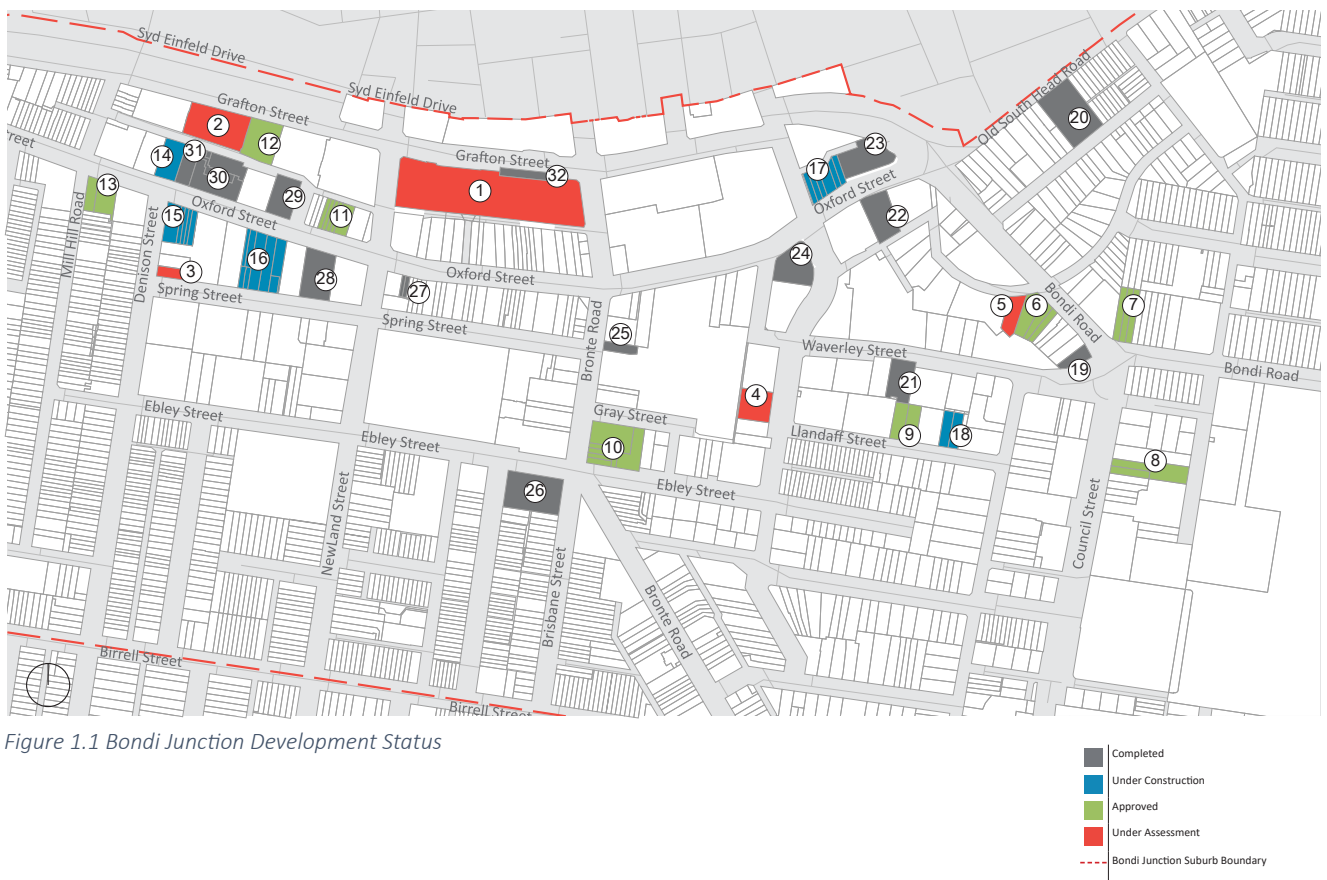 Syd Einfeld Drive
Syd Einfeld Drive
Old South Head Road
Grafton Street
Grafton Street
2
12
20
23
14
31
17
32
30
1
13
29
Oxford Street
22
15
11
Oxford Street
Mill Hill Road
Denison Street
16
24
3
28
Oxford Street
27
Spring Street
5
6
7
Bondi Road
Spring Street
25
Bronte Road
Waverley Street
19
Bondi Road
21
4
Ebley Street
Gray Street
Llandaff Street
9
18
Ebley Street
10
8
26
Ebley Street
NewLand Street
Council Street
Brisbane Street
Bronte Road
Birrell Street
Birrell Street
Figure 1.1 Bondi Junction Development Status
Completed
Under Construction
Approved
Under Assessment
Bondi Junction Suburb Boundary